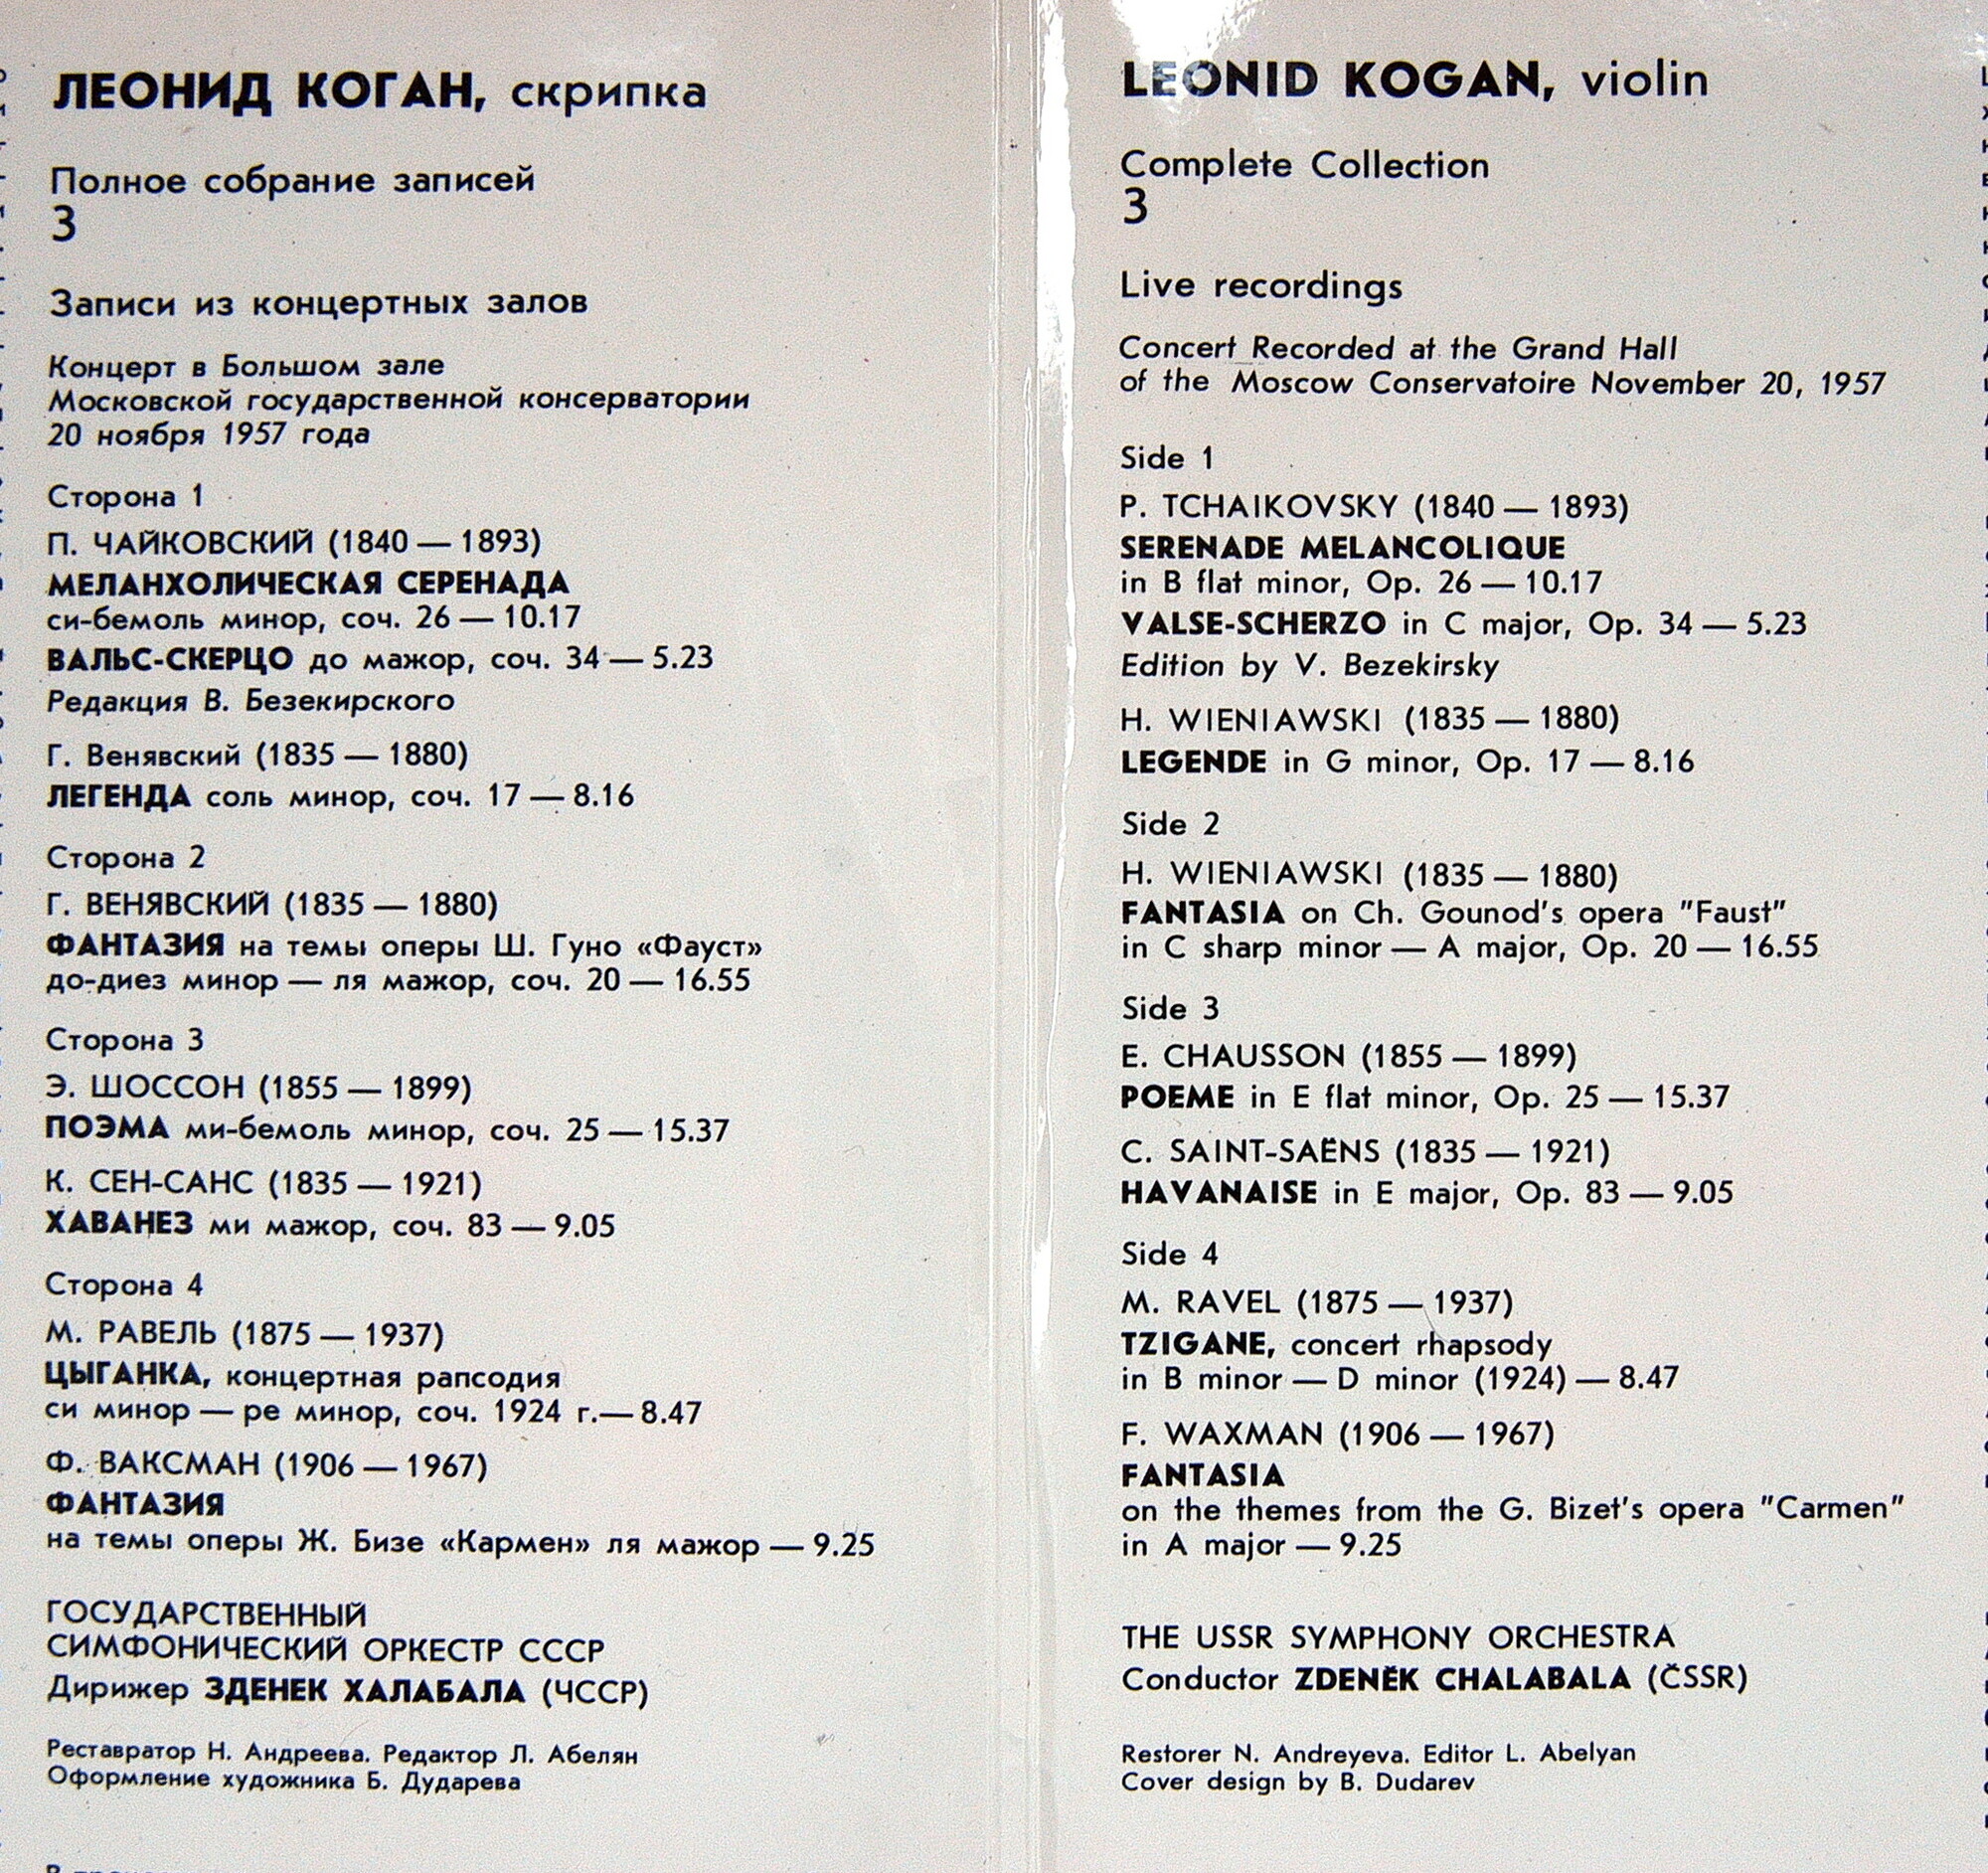 ЛЕОНИД КОГАН, скрипка
Полное собрание записей
3
Записи из концертных залов
Концерт в Большом зале
Московской государственной консерватории
20 ноября 1957 года
Сторона 1
П. ЧАЙКОВСКИЙ (1840 — 1893)
МЕЛАНХОЛИЧЕСКАЯ СЕРЕНАДА
си-бемоль минор, соч. 26 — 10.17
ВАЛЬС-СКЕРЦО до мажор, соч. 34 — 5.23
Редакция В. Безекирского
Г. Венявский (1835 — 1880)
ЛЕГЕНДА соль минор, соч. 17 — 8.16
Сторона 2
Г. ВЕНЯВСКИЙ (1835 — 1880)
ФАНТАЗИЯ на темы оперы Ш. Гуно «Фауст»
до-диез минор — ля мажор, соч. 20 — 16.55
Сторона 3
Э. ШОССОН (1855 — 1899)
ПОЭМА ми-бемоль минор, соч. 25 — 15.37
К. СЕН-САНС (1835 — 1921)
ХАВАНЕЗ ми мажор, соч. 83 — 9.05
Сторона 4
М. РАВЕЛЬ (1875 — 1937)
ЦЫГАНКА, концертная рапсодия
си минор — ре минор, соч. 1924 г.— 8.47
Ф. ВАКСМАН (1906 — 1967)
ФАНТАЗИЯ
на темы оперы Ж. Бизе «Кармен» ля мажор — 9.25
ГОСУДАРСТВЕННЫЙ
СИМФОНИЧЕСКИЙ ОРКЕСТР СССР
Дирижер ЗДЕНЕК ХАЛАБАЛА (ЧССР)
Реставратор Н. Андреева. Редактор Л. Абелян
Оформление художника Б. Дударева
LEONID KOGAN, violin
Complete Collection
3
Live recordings
Concert Recorded at the Grand Hall
of the Moscow Conservatoire November 20, 1957
Side 1
P. TCHAIKOVSKY (1840 — 1893)
SERENADE MELANCOLIQUE
in B flat minor, Op. 26 — 10.17
VALSE-SCHERZO in C major, Op. 34 — 5.23
Edition by V. Bezekirsky
H. WIENIAWSKI (1835 — 1880)
LEGENDE in G minor, Op. 17 — 8.16
Side 2
H. WIENIAWSKI (1835 — 1880)
FANTASIA on Ch. Gounod's opera "Faust"
in C sharp minor — A major, Op. 20 — 16.55
Side 3
E. CHAUSSON (1855 — 1899)
POEME in E flat minor, Op. 25 — 15.37
C. SAINT-SAËNS (1835 — 1921)
HAVANAISE in E major, Op. 83 — 9.05
Side 4
M. RAVEL (1875 — 1937)
TZIGANE, concert rhapsody
in B minor — D minor (1924) — 8.47
F. WAXMAN (1906 — 1967)
FANTASIA
on the themes from the G. Bizet's opera "Carmen"
in A major — 9.25
THE USSR SYMPHONY ORCHESTRA
Conductor ZDENĚK CHALABALA (ČSSR)
Restorer N. Andreyeva. Editor L. Abelyan
Cover design by B. Dudarev